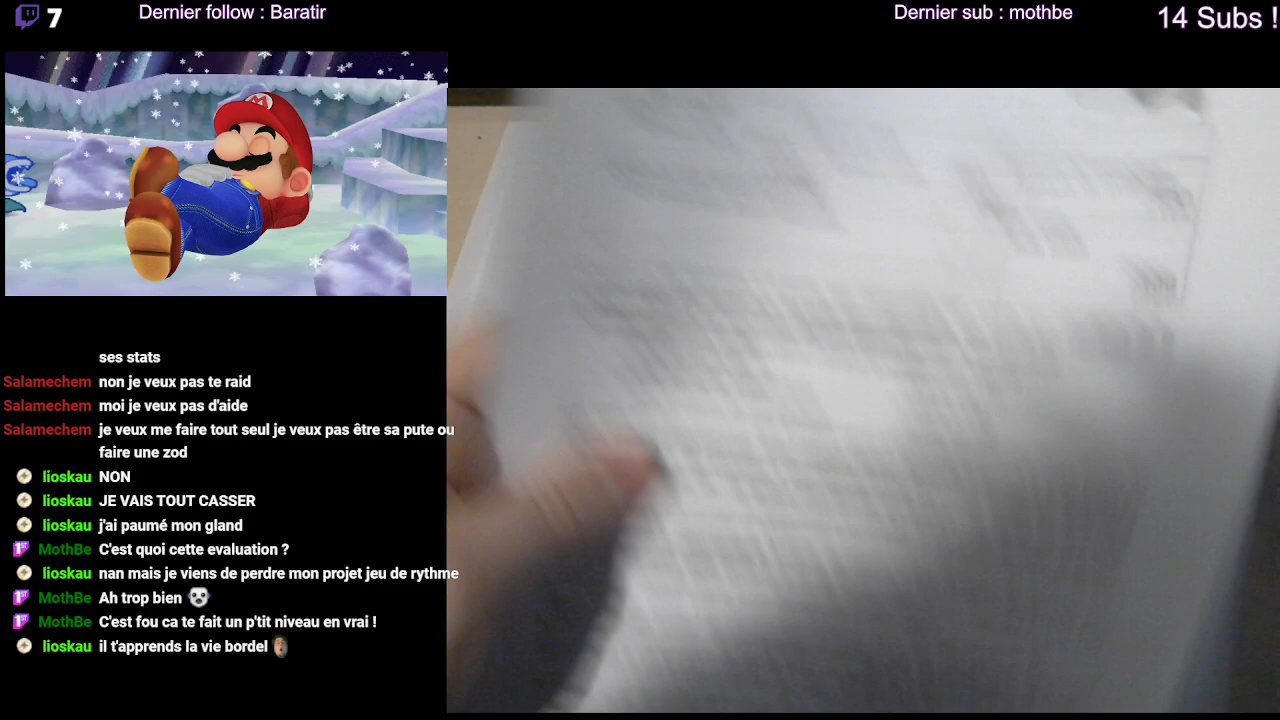 7
Dernier follow : Baratir
Dernier sub : mothbe
14 Subs !
ses stats
Salamechem non je veux pas te raid
Salamechem moi je veux pas d'aide
Salamechem je veux me faire tout seul je veux pas être sa pute ou
faire une zod
lioskau NON
lioskau JE VAIS TOUT CASSER
lioskau j'ai paumé mon gland
1ST MothBe C'est quoi cette evaluation ?
lioskau nan mais je viens de perdre mon projet jeu de rythme
1ST MothBe Ah trop bien
1ST MothBe C'est fou ca te fait un p'tit niveau en vrai !
lioskau il t'apprends la vie bordel